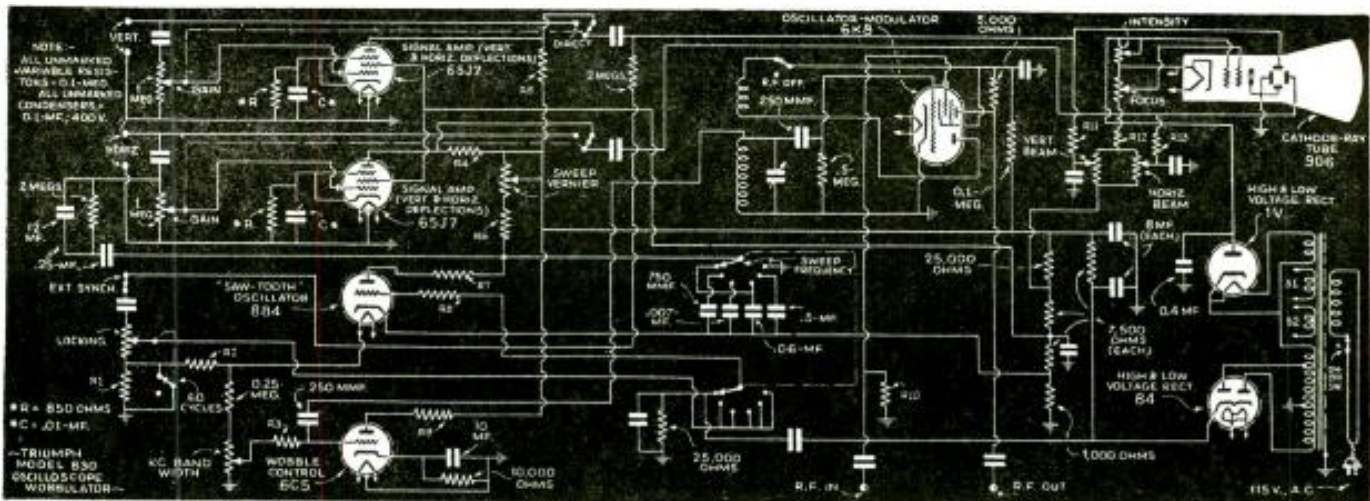 VERT.
NOTE:-
ALL UNMARKED
VARIABLE RESIS-
TORS = 0.1-MEG.
ALL UNMARKED
CONDENSERS =
0.1-MF., 400 V.
1 MEG.
GAIN
*R
C*
SIGNAL AMP. (VERT.
& HORIZ. DEFLECTIONS)
6SJ7
DIRECT
2 MEGS.
OSCILLATOR-MODULATOR
6K8
5,000
OHMS
R.F. OFF
250 MMF.
.5-
MEG.
0.1-
MEG.
INTENSITY
FOCUS
R11
R12
R13
VERT.
BEAM
HORIZ.
BEAM
CATHODE-RAY
TUBE
906
HORIZ.
2 MEGS.
1
MEG.
GAIN
*R
C*
SIGNAL AMP.
(VERT. & HORIZ.
DEFLECTIONS)
6SJ7
R4
SWEEP
VERNIER
R6
.25-MF.
EXT. SYNCH.
"SAW-TOOTH"
OSCILLATOR
884
R7
R8
SWEEP
FREQUENCY
750
MMF.
.007
MF.
.06-MF.
25,000
OHMS
8 MF.
(EACH)
7,500
OHMS
(EACH)
HIGH & LOW
VOLTAGE RECT.
1V
0.4 MF.
S1
S2
LOCKING
R1
R2
60
CYCLES
0.25
MEG.
250 MMF.
*R = 850 OHMS
*C = .01-MF.
R3
KC. BAND
WIDTH
WOBBLE
CONTROL
6C5
10
MF.
10,000
OHMS
25,000
OHMS
R10
1,000 OHMS
HIGH & LOW
VOLTAGE RECT.
84
-TRIUMPH
MODEL 830
OSCILLOSCOPE
WOBBULATOR-
R.F. IN
R.F. OUT
115 V., A.C.